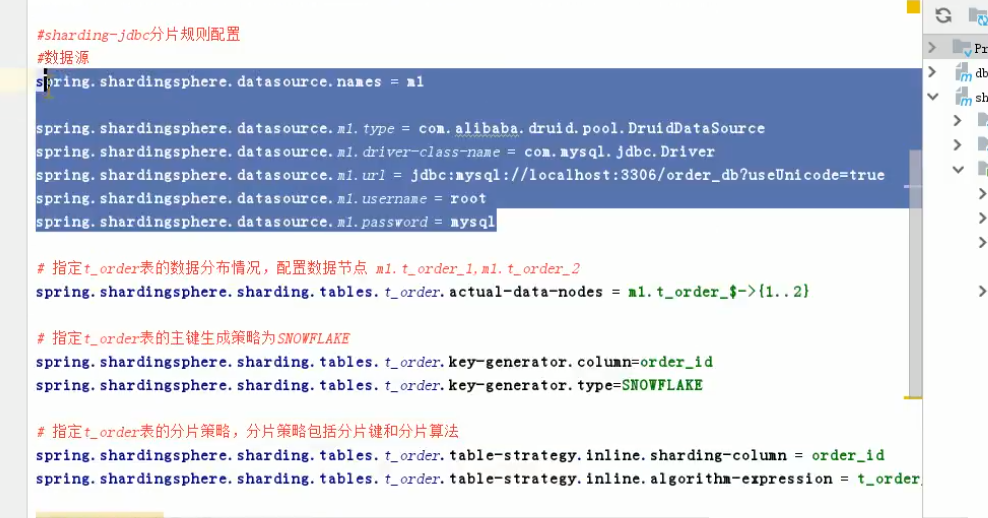 #sharding-jdbc分片规则配置
#数据源
spring.shardingsphere.datasource.names = m1
spring.shardingsphere.datasource.m1.type = com.alibaba.druid.pool.DruidDataSource
spring.shardingsphere.datasource.m1.driver-class-name = com.mysql.jdbc.Driver
spring.shardingsphere.datasource.m1.url = jdbc:mysql://localhost:3306/order_db?useUnicode=true
spring.shardingsphere.datasource.m1.username = root
spring.shardingsphere.datasource.m1.password = mysql
# 指定t_order表的数据分布情况，配置数据节点 m1.t_order_1,m1.t_order_2
spring.shardingsphere.sharding.tables.t_order.actual-data-nodes = m1.t_order_$->{1..2}
# 指定t_order表的主键生成策略为SNOWFLAKE
spring.shardingsphere.sharding.tables.t_order.key-generator.column=order_id
spring.shardingsphere.sharding.tables.t_order.key-generator.type=SNOWFLAKE
# 指定t_order表的分片策略，分片策略包括分片键和分片算法
spring.shardingsphere.sharding.tables.t_order.table-strategy.inline.sharding-column = order_id
spring.shardingsphere.sharding.tables.t_order.table-strategy.inline.algorithm-expression = t_order_
Pr
db
sh